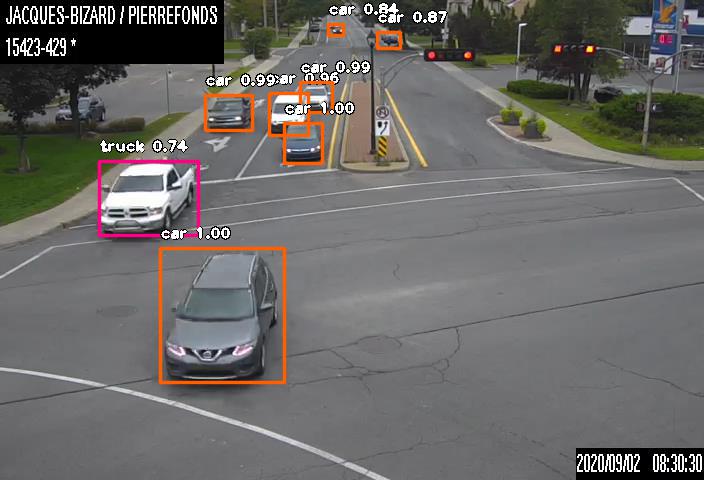 JACQUES-BIZARD / PIERREFONDS
15423-429 *
car 0.84
car 0.87
car 0.99
car 0.96
car 0.99
car 1.00
truck 0.74
car 1.00
2020/09/02 08:30:30